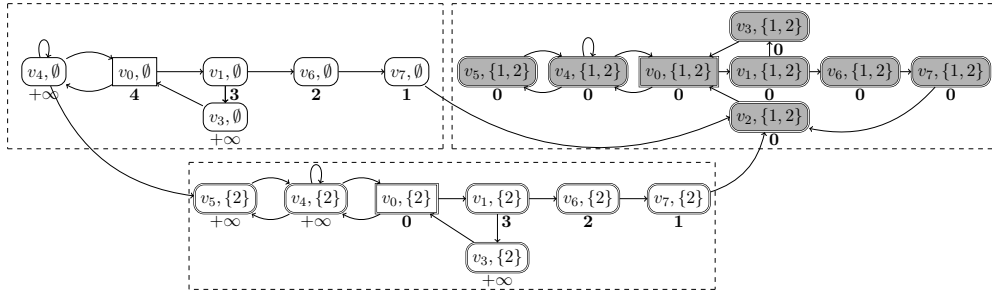 v₃, {1, 2}
0
v₄, ∅ v₀, ∅ v₁, ∅ v₆, ∅ v₇, ∅ v₅, {1, 2} v₄, {1, 2} v₀, {1, 2} v₁, {1, 2} v₆, {1, 2} v₇, {1, 2}
+∞ 4 3 2 1 0 0 0 0 0 0
v₃, ∅ v₂, {1, 2}
+∞ 0
v₅, {2} v₄, {2} v₀, {2} v₁, {2} v₆, {2} v₇, {2}
+∞ +∞ 0 3 2 1
v₃, {2}
+∞